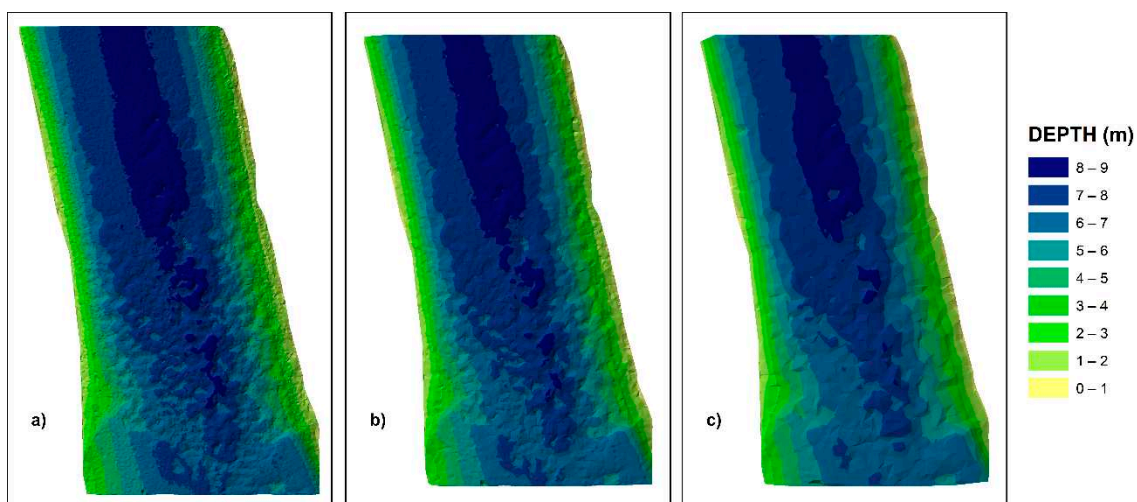 a)
b)
c)
DEPTH (m)
8 – 9
7 – 8
6 – 7
5 – 6
4 – 5
3 – 4
2 – 3
1 – 2
0 – 1